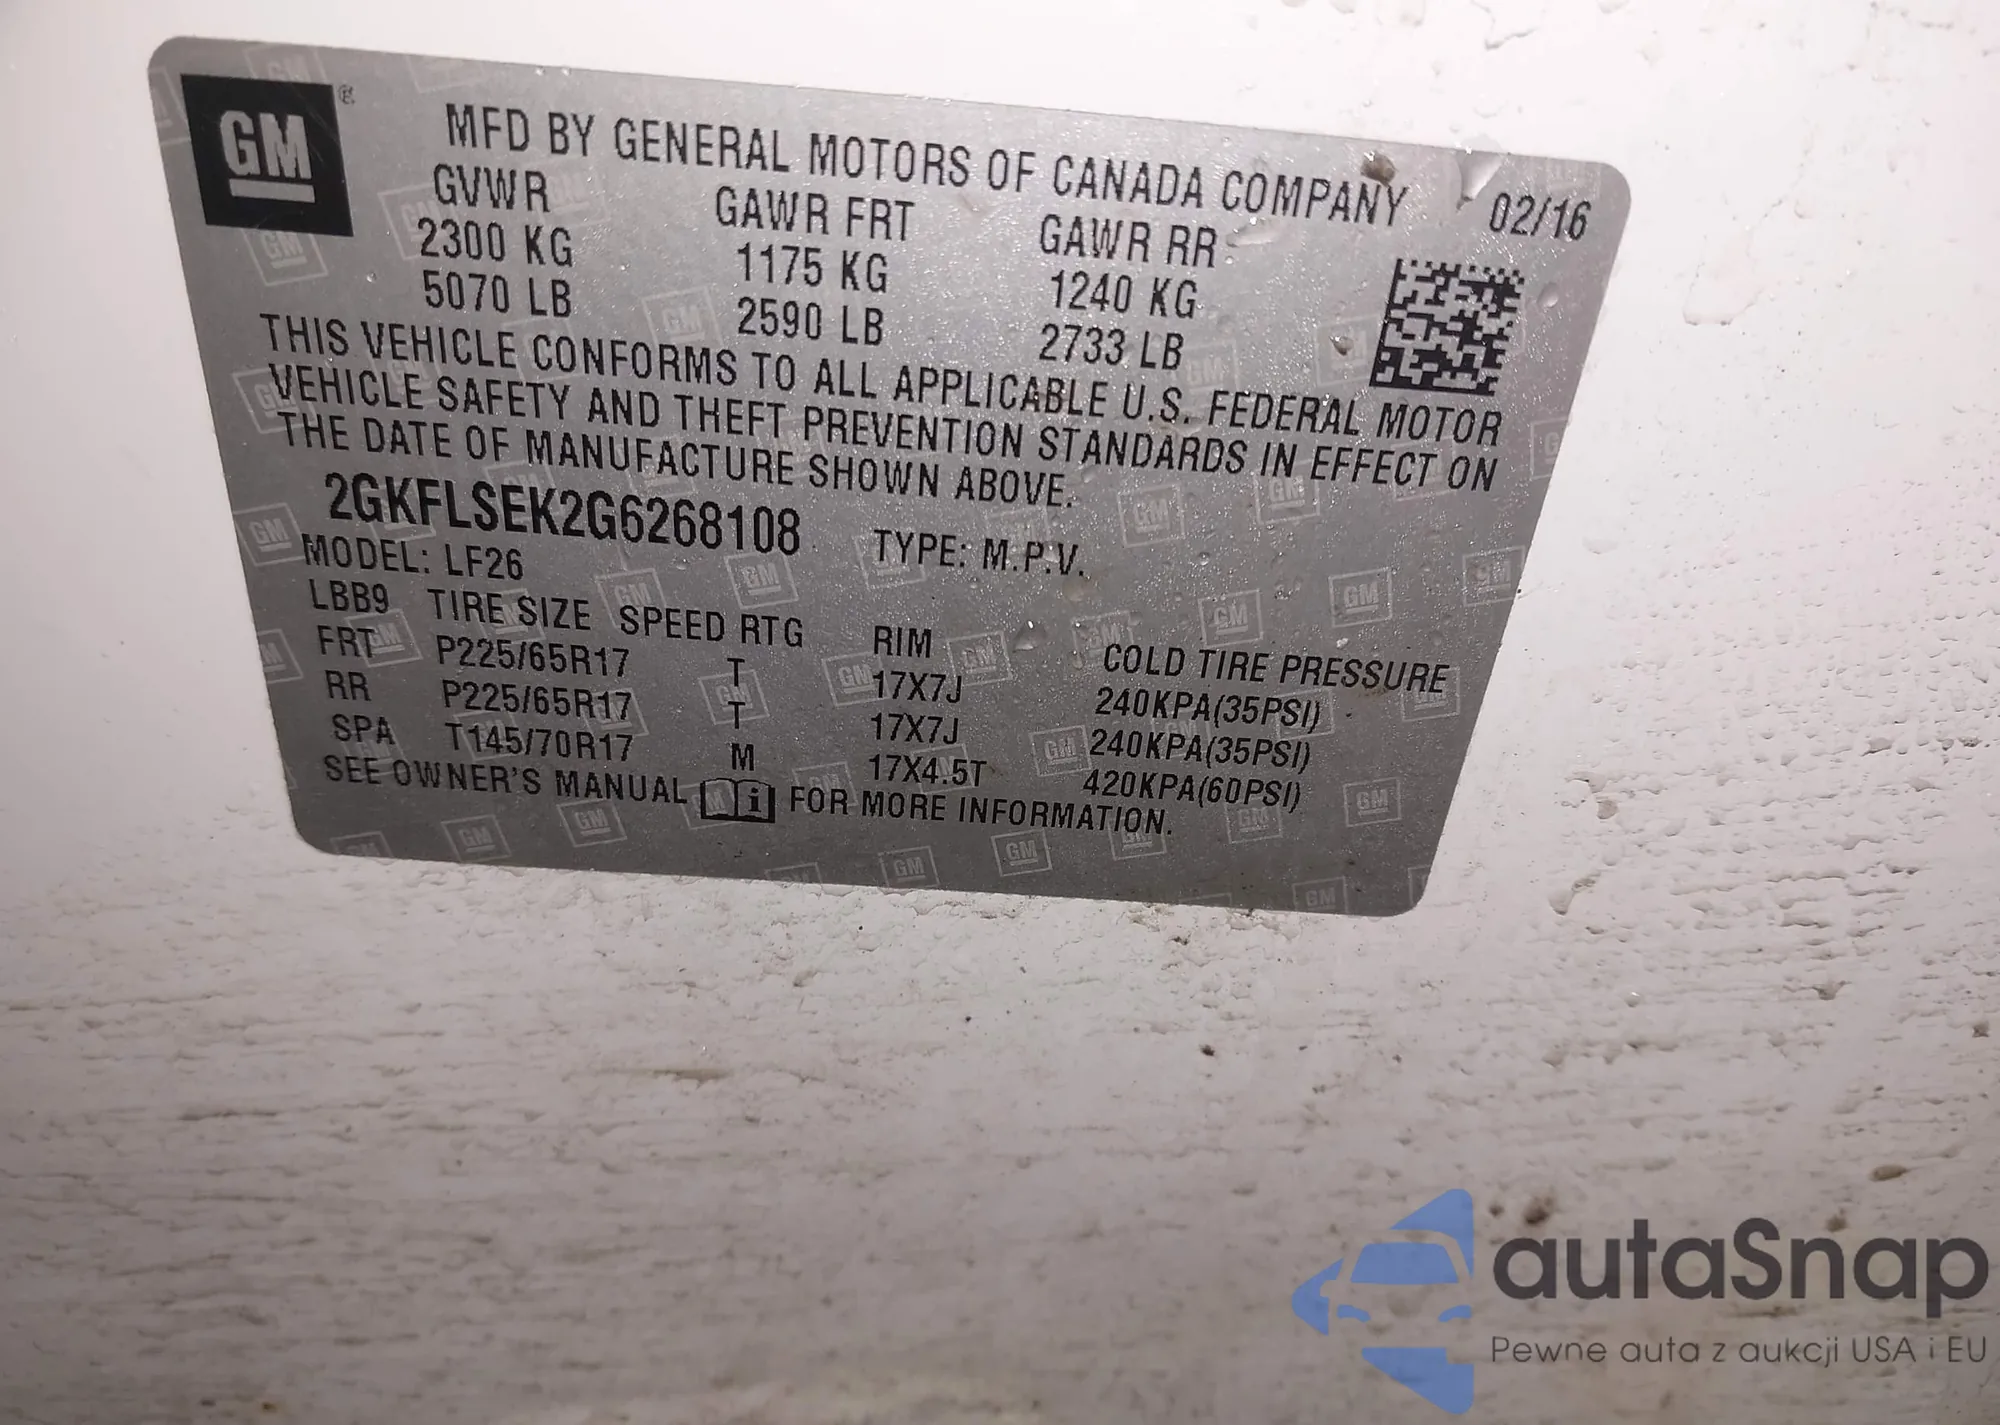 GM
MFD BY GENERAL MOTORS OF CANADA COMPANY 02/16
GVWR GAWR FRT GAWR RR
2300 KG 1175 KG 1240 KG
5070 LB 2590 LB 2733 LB
THIS VEHICLE CONFORMS TO ALL APPLICABLE U.S. FEDERAL MOTOR
VEHICLE SAFETY AND THEFT PREVENTION STANDARDS IN EFFECT ON
THE DATE OF MANUFACTURE SHOWN ABOVE.
2GKFLSEK2G6268108 TYPE: M.P.V.
MODEL: LF26
LBB9 TIRE SIZE SPEED RTG RIM COLD TIRE PRESSURE
FRT P225/65R17 T 17X7J 240KPA(35PSI)
RR P225/65R17 T 17X7J 240KPA(35PSI)
SPA T145/70R17 M 17X4.5T 420KPA(60PSI)
SEE OWNER'S MANUAL i FOR MORE INFORMATION.
autaSnap
Pewne auta z aukcji USA i EU